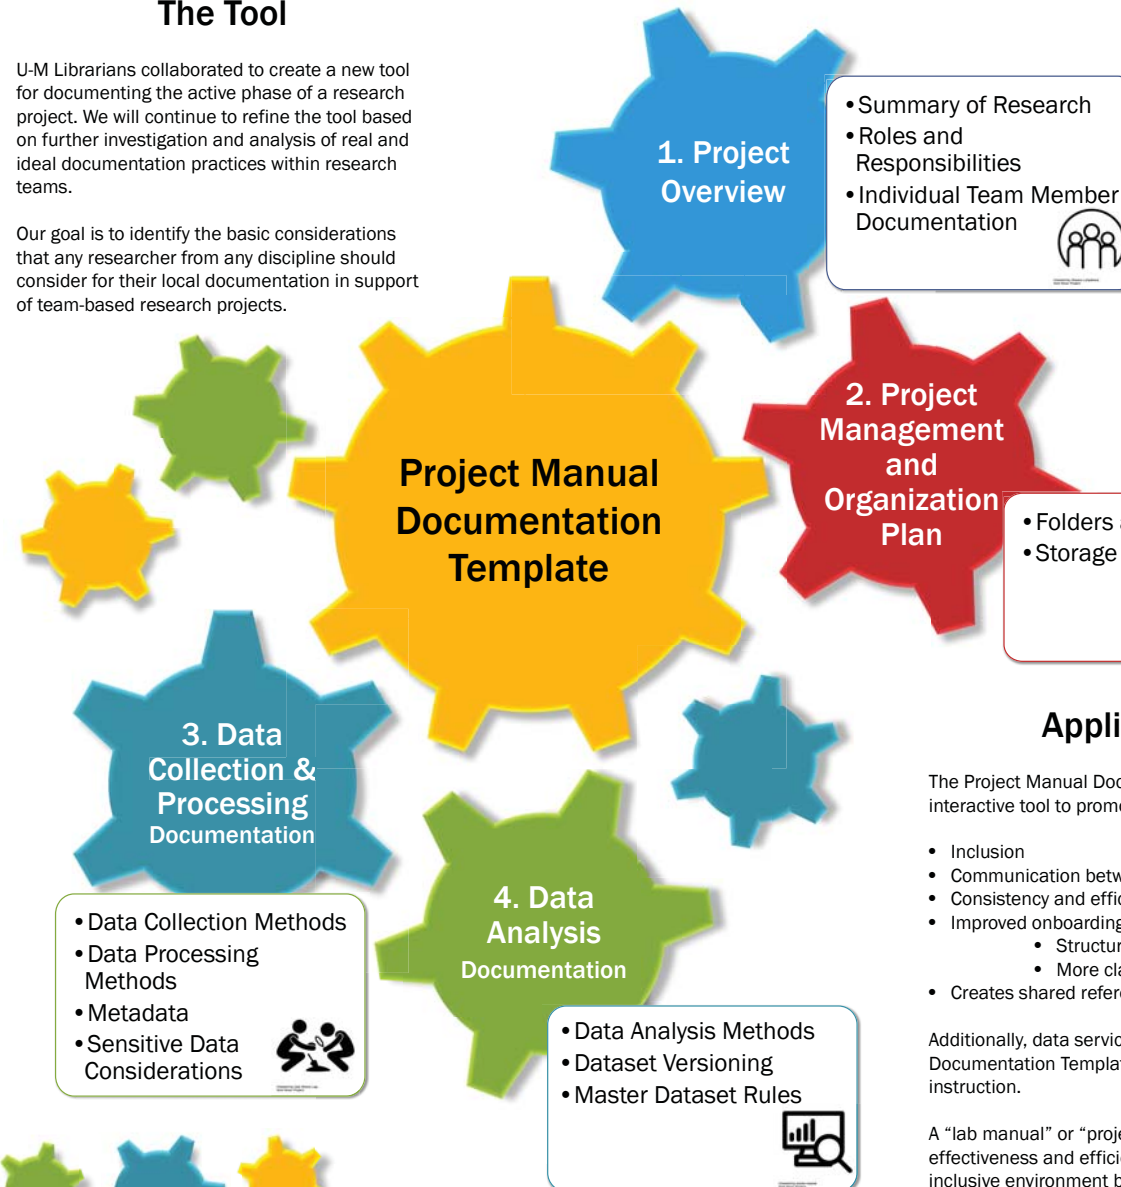 The Tool
U-M Librarians collaborated to create a new tool
for documenting the active phase of a research
project. We will continue to refine the tool based
on further investigation and analysis of real and
ideal documentation practices within research
teams.
Our goal is to identify the basic considerations
that any researcher from any discipline should
consider for their local documentation in support
of team-based research projects.
1. Project
Overview
• Summary of Research
• Roles and
Responsibilities
• Individual Team Member
Documentation
2. Project
Management
and
Organization
Plan
• Folders
• Storage
Project Manual
Documentation
Template
3. Data
Collection &
Processing
Documentation
• Data Collection Methods
• Data Processing
Methods
• Metadata
• Sensitive Data
Considerations
4. Data
Analysis
Documentation
• Data Analysis Methods
• Dataset Versioning
• Master Dataset Rules
Appli
The Project Manual Doc
interactive tool to prom
• Inclusion
• Communication betw
• Consistency and effic
• Improved onboarding
• Structur
• More cla
• Creates shared refer
Additionally, data servic
Documentation Templat
instruction.
A “lab manual” or “proje
effectiveness and effici
inclusive environment b